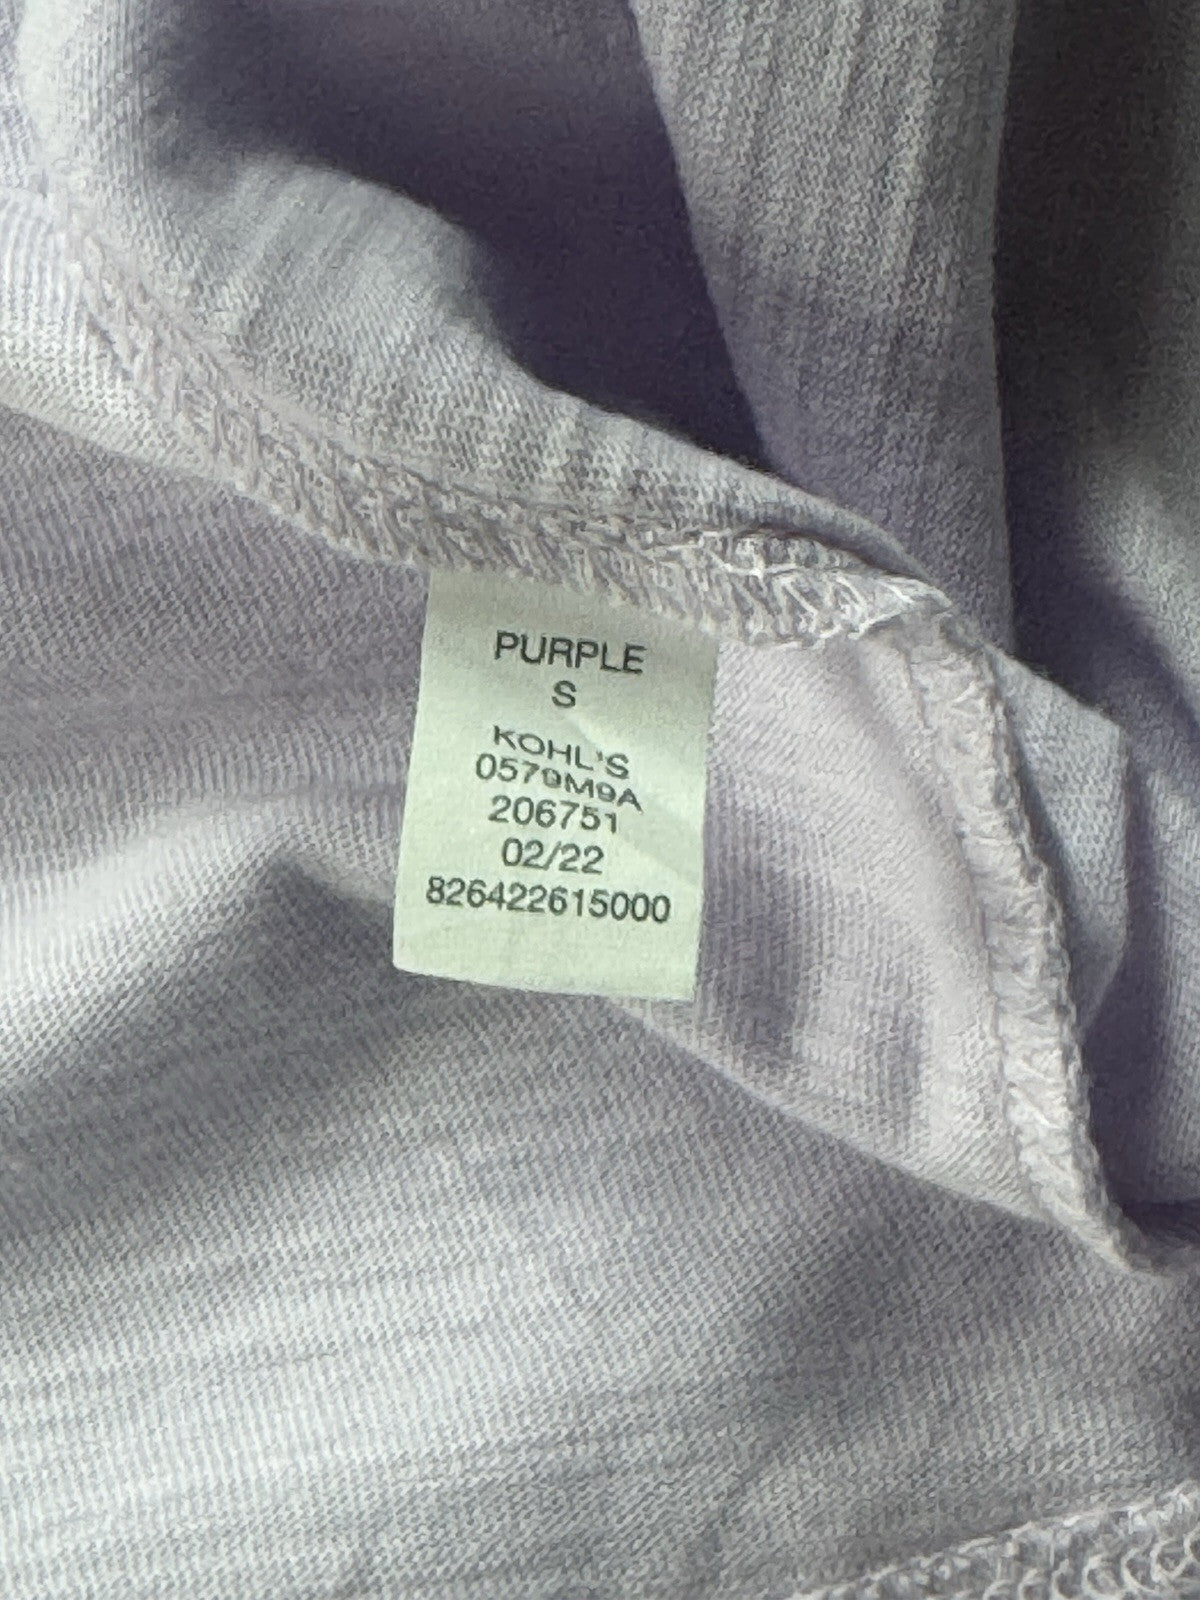 PURPLE
S
KOHL'S
0579M9A
206751
02/22
826422615000